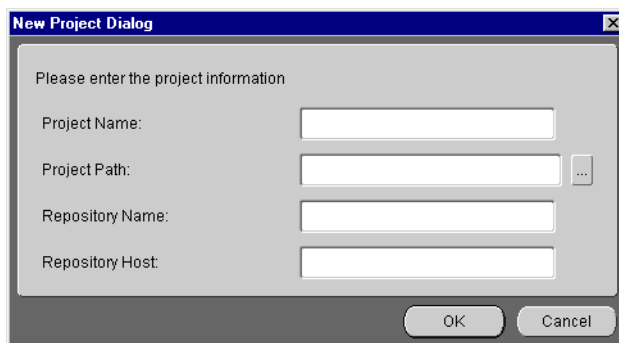 New Project Dialog
Please enter the project information
Project Name:
Project Path:
...
Repository Name:
Repository Host:
OK
Cancel